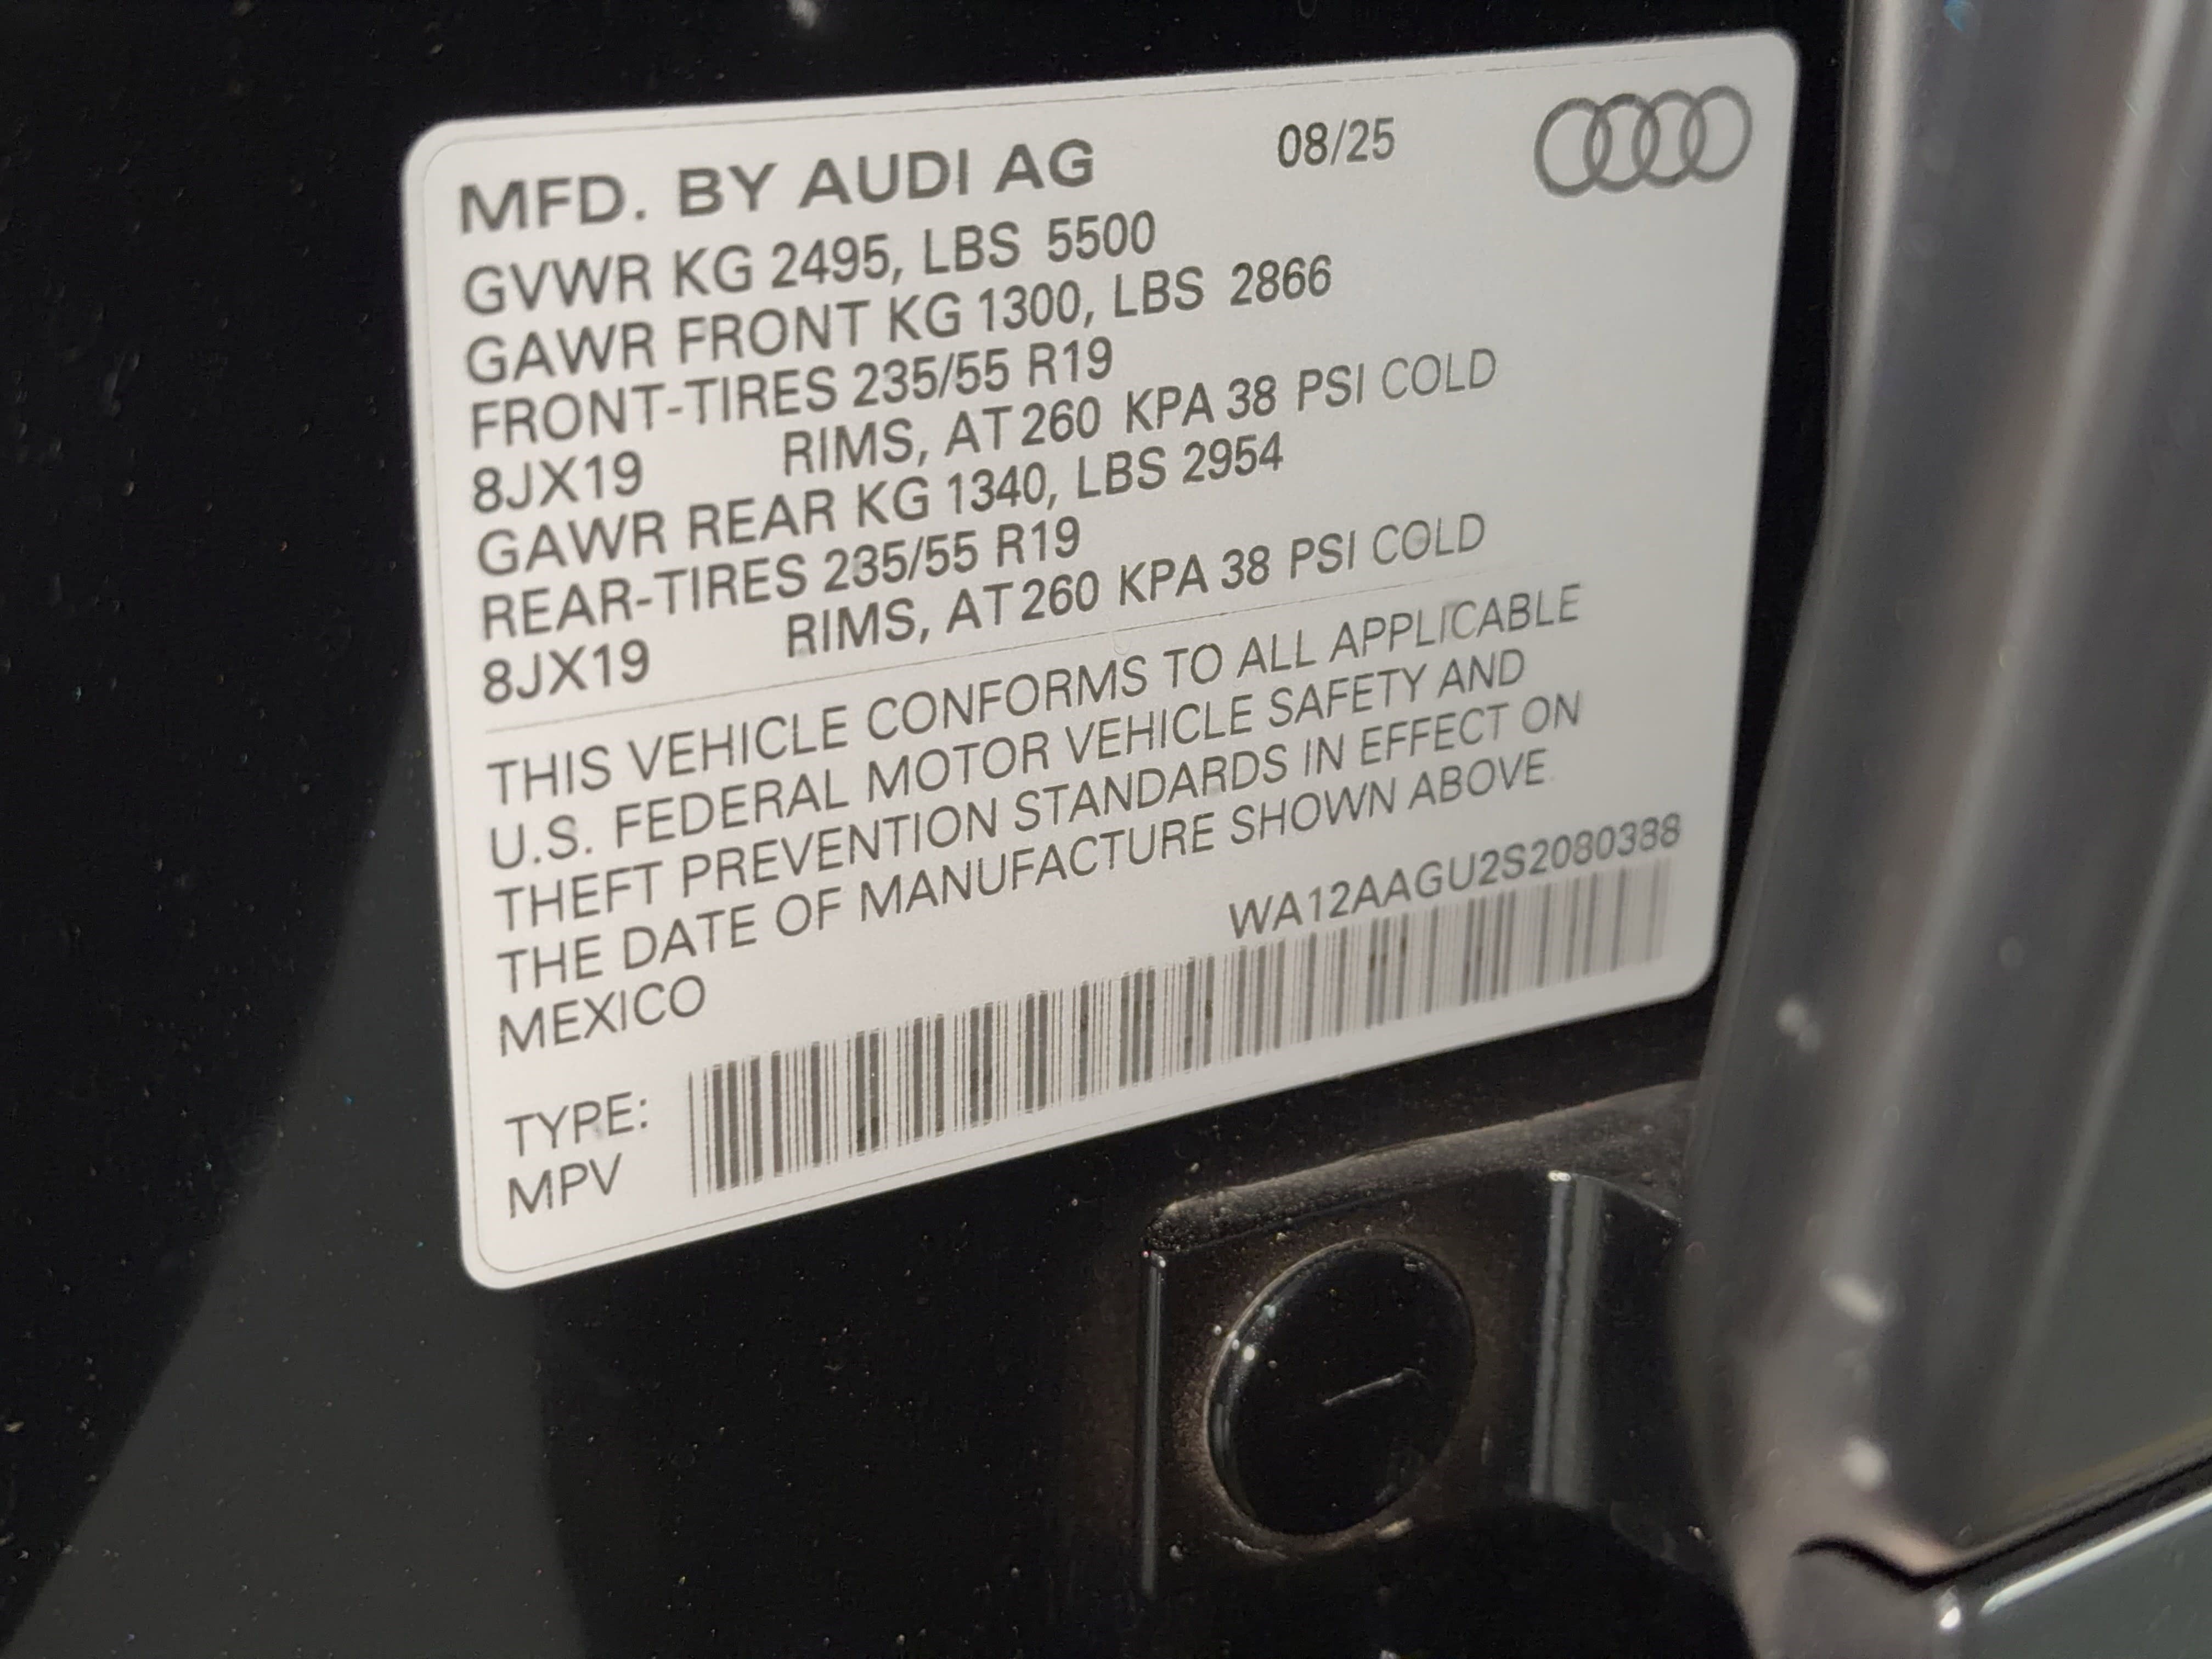 MFD. BY AUDI AG 08/25
GVWR KG 2495, LBS 5500
GAWR FRONT KG 1300, LBS 2866
FRONT-TIRES 235/55 R19
8JX19 RIMS, AT 260 KPA 38 PSI COLD
GAWR REAR KG 1340, LBS 2954
REAR-TIRES 235/55 R19
8JX19 RIMS, AT 260 KPA 38 PSI COLD
THIS VEHICLE CONFORMS TO ALL APPLICABLE
U.S. FEDERAL MOTOR VEHICLE SAFETY AND
THEFT PREVENTION STANDARDS IN EFFECT ON
THE DATE OF MANUFACTURE SHOWN ABOVE.
MEXICO
WA12AAGU2S2080388
TYPE:
MPV